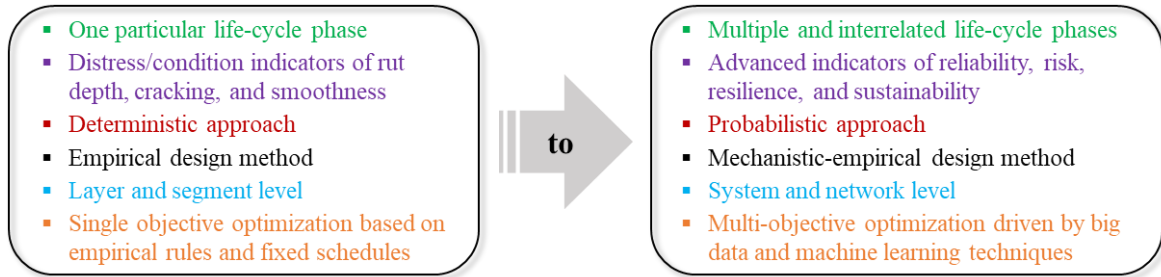 ▪ One particular life-cycle phase
▪ Distress/condition indicators of rut
depth, cracking, and smoothness
▪ Deterministic approach
▪ Empirical design method
▪ Layer and segment level
▪ Single objective optimization based on
empirical rules and fixed schedules
to
▪ Multiple and interrelated life-cycle phases
▪ Advanced indicators of reliability, risk,
resilience, and sustainability
▪ Probabilistic approach
▪ Mechanistic-empirical design method
▪ System and network level
▪ Multi-objective optimization driven by big
data and machine learning techniques